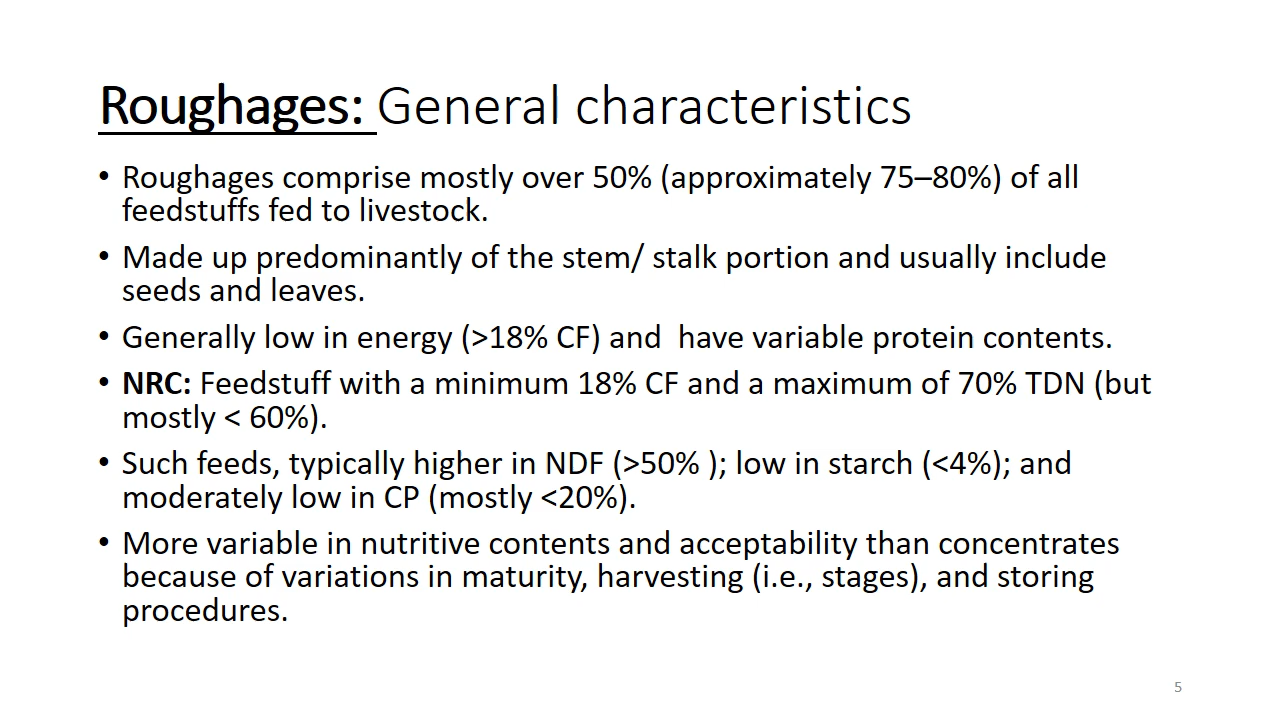 Roughages: General characteristics
• Roughages comprise mostly over 50% (approximately 75–80%) of all
feedstuffs fed to livestock.
• Made up predominantly of the stem/ stalk portion and usually include
seeds and leaves.
• Generally low in energy (>18% CF) and  have variable protein contents.
• NRC: Feedstuff with a minimum 18% CF and a maximum of 70% TDN (but
mostly < 60%).
• Such feeds, typically higher in NDF (>50% ); low in starch (<4%); and
moderately low in CP (mostly <20%).
• More variable in nutritive contents and acceptability than concentrates
because of variations in maturity, harvesting (i.e., stages), and storing
procedures.
5